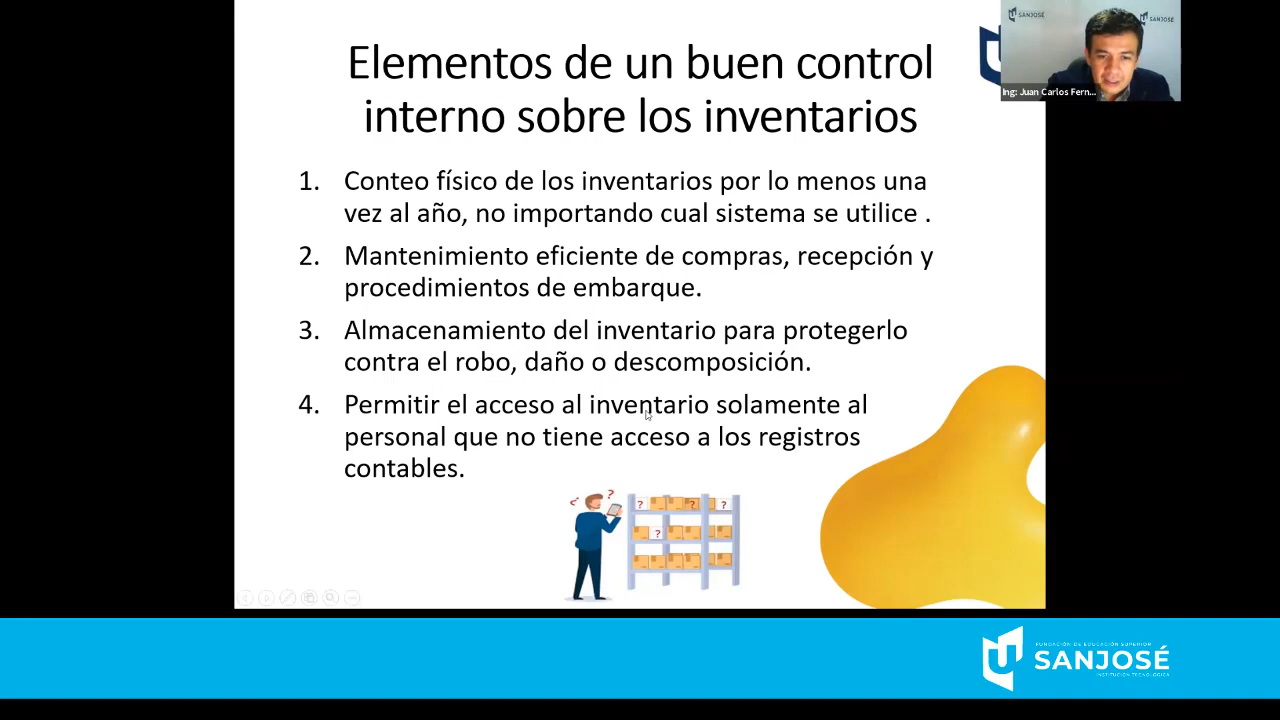 Elementos de un buen control
interno sobre los inventarios
1. Conteo físico de los inventarios por lo menos una
vez al año, no importando cual sistema se utilice .
2. Mantenimiento eficiente de compras, recepción y
procedimientos de embarque.
3. Almacenamiento del inventario para protegerlo
contra el robo, daño o descomposición.
4. Permitir el acceso al inventario solamente al
personal que no tiene acceso a los registros
contables.
SANJOSÉ
SANJOSÉ
Ing: Juan Carlos Fern...
¿ ?
? ? ?
?
FUNDACIÓN DE EDUCACIÓN SUPERIOR
SANJOSÉ
INSTITUCIÓN TECNOLÓGICA